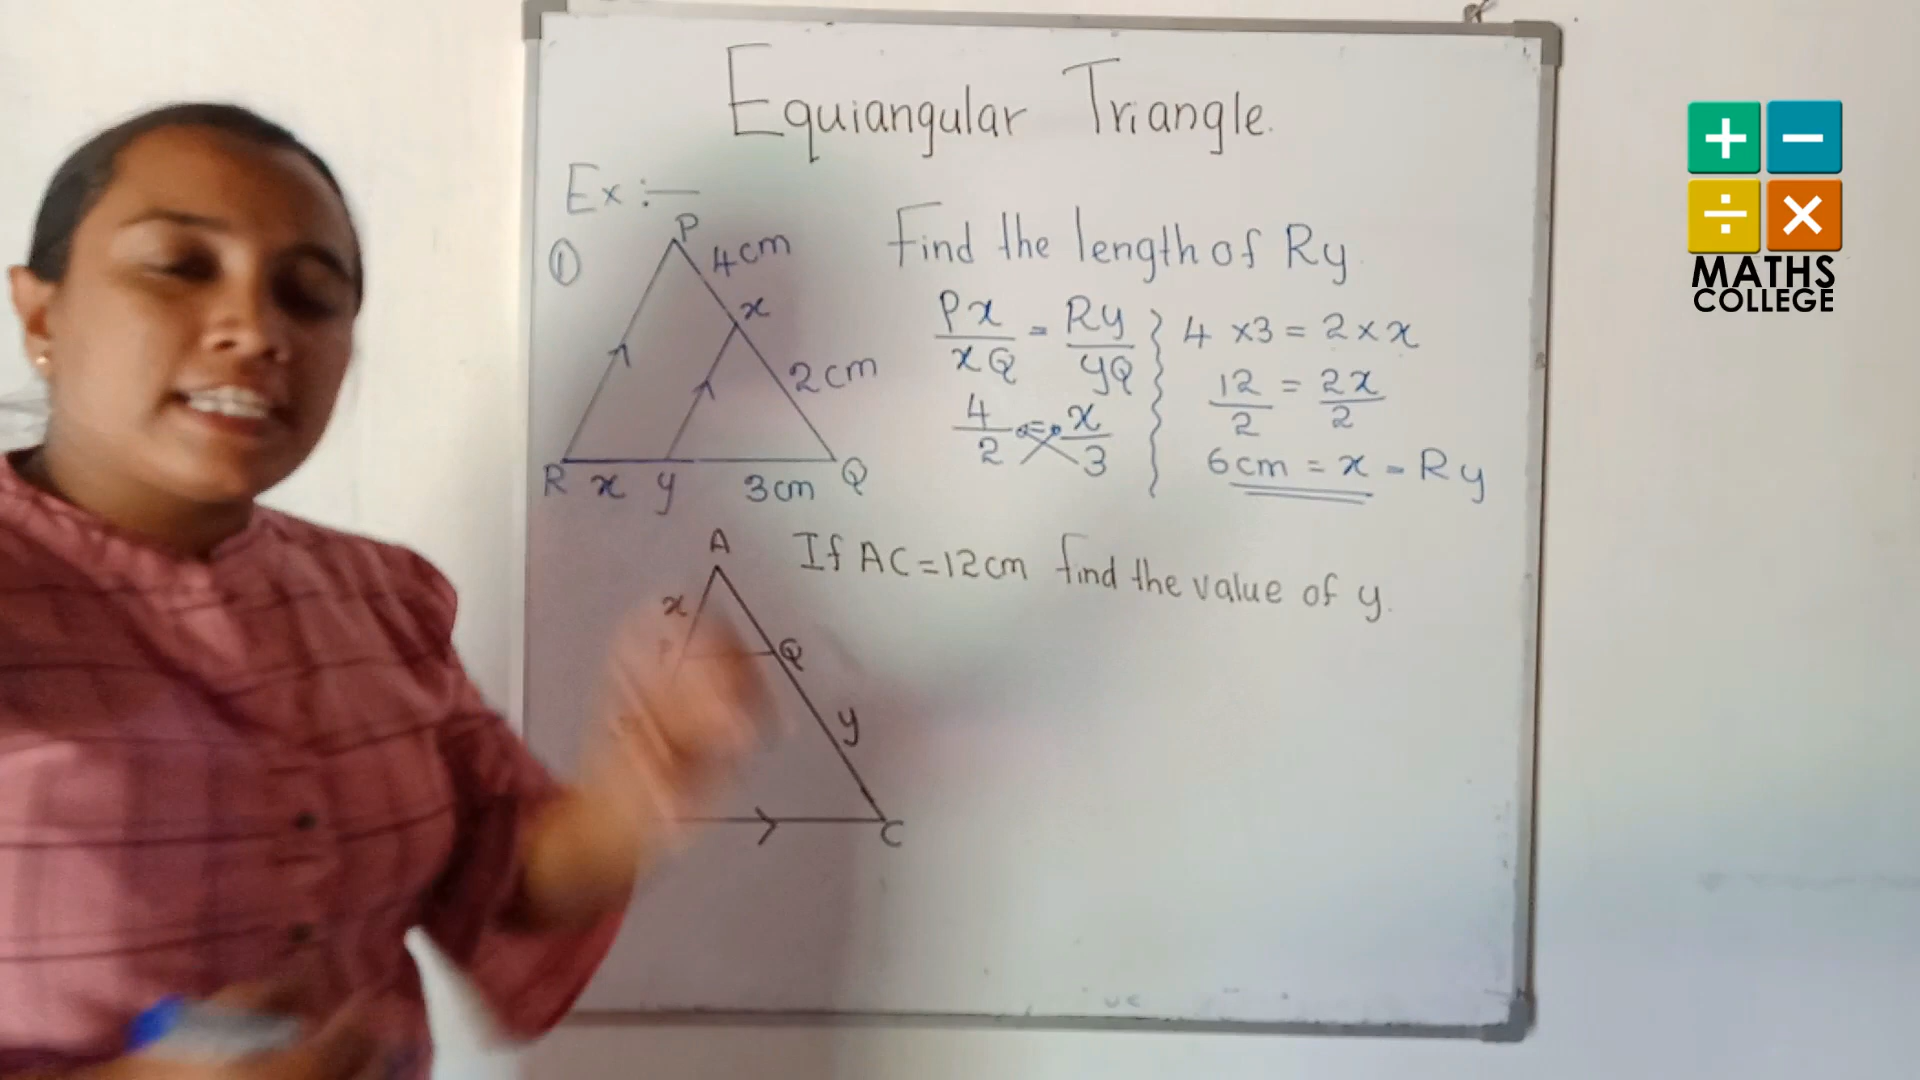 Equiangular Triangle.
Ex :-
①
P
4cm
x
2cm
R x y 3cm Q
Find the length of Ry
Px/xQ = Ry/yQ
4/2 = x/3
4 x3 = 2 x x
12/2 = 2x/2
6cm = x = Ry
If AC=12cm find the value of y.
A
x
P
Q
y
C
+ −
÷ ×
MATHS
COLLEGE